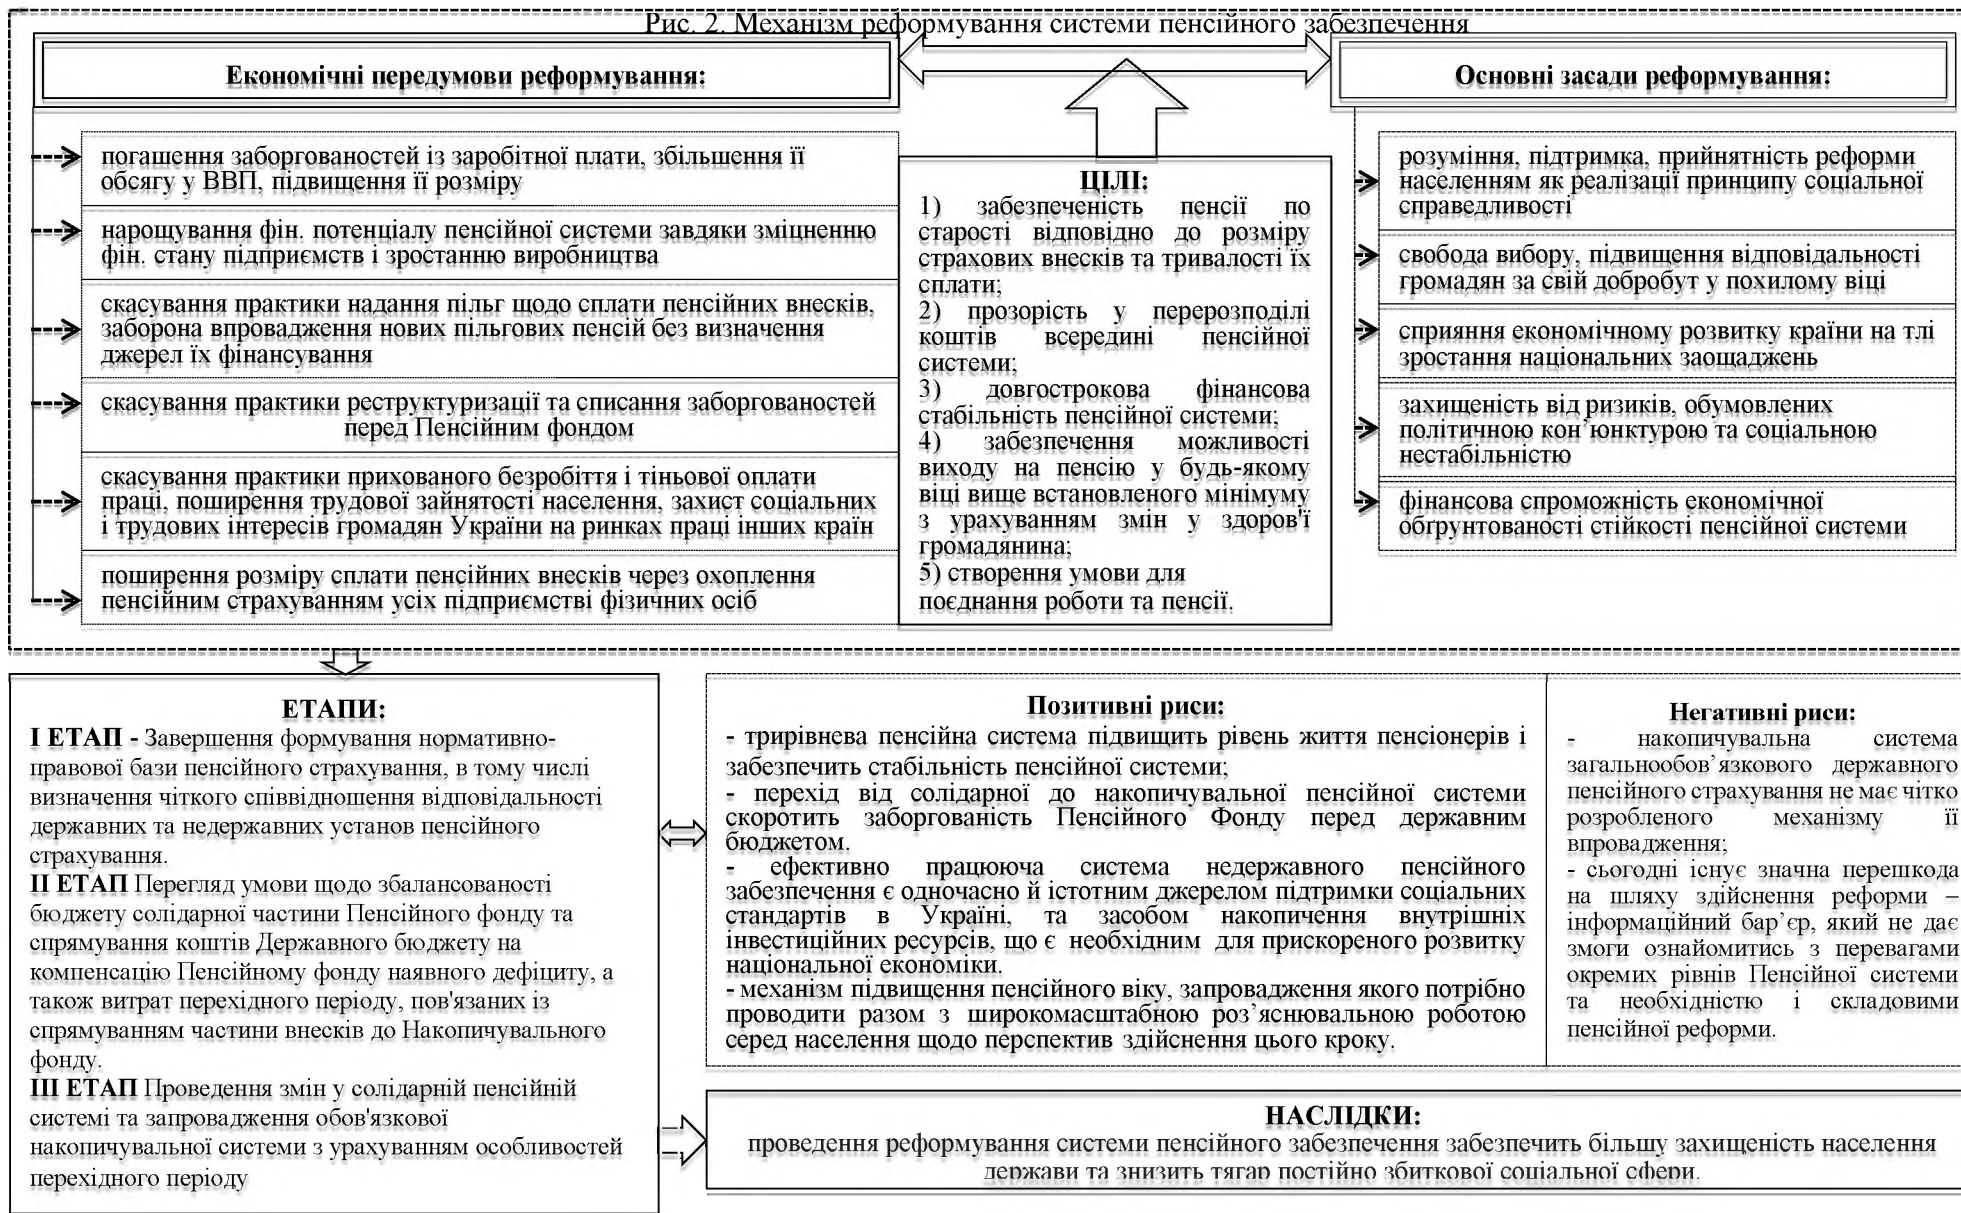 Рис. 2. Механізм реформування системи пенсійного забезпечення
Економічні передумови реформування:
погашення заборгованостей із заробітної плати, збільшення її
обсягу у ВВП, підвищення її розміру
нарощування фін. потенціалу пенсійної системи завдяки зміцненню
фін. стану підприємств і зростанню виробництва
скасування практики надання пільг щодо сплати пенсійних внесків,
заборона впровадження нових пільгових пенсій без визначення
джерел їх фінансування
скасування практики реструктуризації та списання заборгованостей
перед Пенсійним фондом
скасування практики прихованого безробіття і тіньової оплати
праці, поширення трудової зайнятості населення, захист соціальних
і трудових інтересів громадян України на ринках праці інших країн
поширення розміру сплати пенсійних внесків через охоплення
пенсійним страхуванням усіх підприємстві фізичних осіб
ЦІЛІ:
1) забезпеченість пенсії по
старості відповідно до розміру
страхових внесків та тривалості їх
сплати;
2) прозорість у перерозподілі
коштів всередині пенсійної
системи;
3) довгострокова фінансова
стабільність пенсійної системи;
4) забезпечення можливості
виходу на пенсію у будь-якому
віці вище встановленого мінімуму
з урахуванням змін у здоров'ї
громадянина;
5) створення умови для
поєднання роботи та пенсії.
Основні засади реформування:
розуміння, підтримка, прийнятність реформи
населенням як реалізації принципу соціальної
справедливості
свобода вибору, підвищення відповідальності
громадян за свій добробут у похилому віці
сприяння економічному розвитку країни на тлі
зростання національних заощаджень
захищеність від ризиків, обумовлених
політичною кон’юнктурою та соціальною
нестабільністю
фінансова спроможність економічної
обґрунтованості стійкості пенсійної системи
ЕТАПИ:
І ЕТАП - Завершення формування нормативно-
правової бази пенсійного страхування, в тому числі
визначення чіткого співвідношення відповідальності
державних та недержавних установ пенсійного
страхування.
ІІ ЕТАП Перегляд умови щодо збалансованості
бюджету солідарної частини Пенсійного фонду та
спрямування коштів Державного бюджету на
компенсацію Пенсійному фонду наявного дефіциту, а
також витрат перехідного періоду, пов'язаних із
спрямуванням частини внесків до Накопичувального
фонду.
ІІІ ЕТАП Проведення змін у солідарній пенсійній
системі та запровадження обов'язкової
накопичувальної системи з урахуванням особливостей
перехідного періоду
Позитивні риси:
- трирівнева пенсійна система підвищить рівень життя пенсіонерів і
забезпечить стабільність пенсійної системи;
- перехід від солідарної до накопичувальної пенсійної системи
скоротить заборгованість Пенсійного Фонду перед державним
бюджетом.
- ефективно працююча система недержавного пенсійного
забезпечення є одночасно й істотним джерелом підтримки соціальних
стандартів в Україні, та засобом накопичення внутрішніх
інвестиційних ресурсів, що є необхідним для прискореного розвитку
національної економіки.
- механізм підвищення пенсійного віку, запровадження якого потрібно
проводити разом з широкомасштабною роз’яснювальною роботою
серед населення щодо перспектив здійснення цього кроку.
Негативні риси:
- накопичувальна система
загальнообов’язкового державного
пенсійного страхування не має чітко
розробленого механізму її
впровадження;
- сьогодні існує значна перешкода
на шляху здійснення реформи –
інформаційний бар’єр, який не дає
змоги ознайомитись з перевагами
окремих рівнів Пенсійної системи
та необхідністю і складовими
пенсійної реформи.
НАСЛІДКИ:
проведення реформування системи пенсійного забезпечення забезпечить більшу захищеність населення
держави та знизить тягар постійно збиткової соціальної сфери.